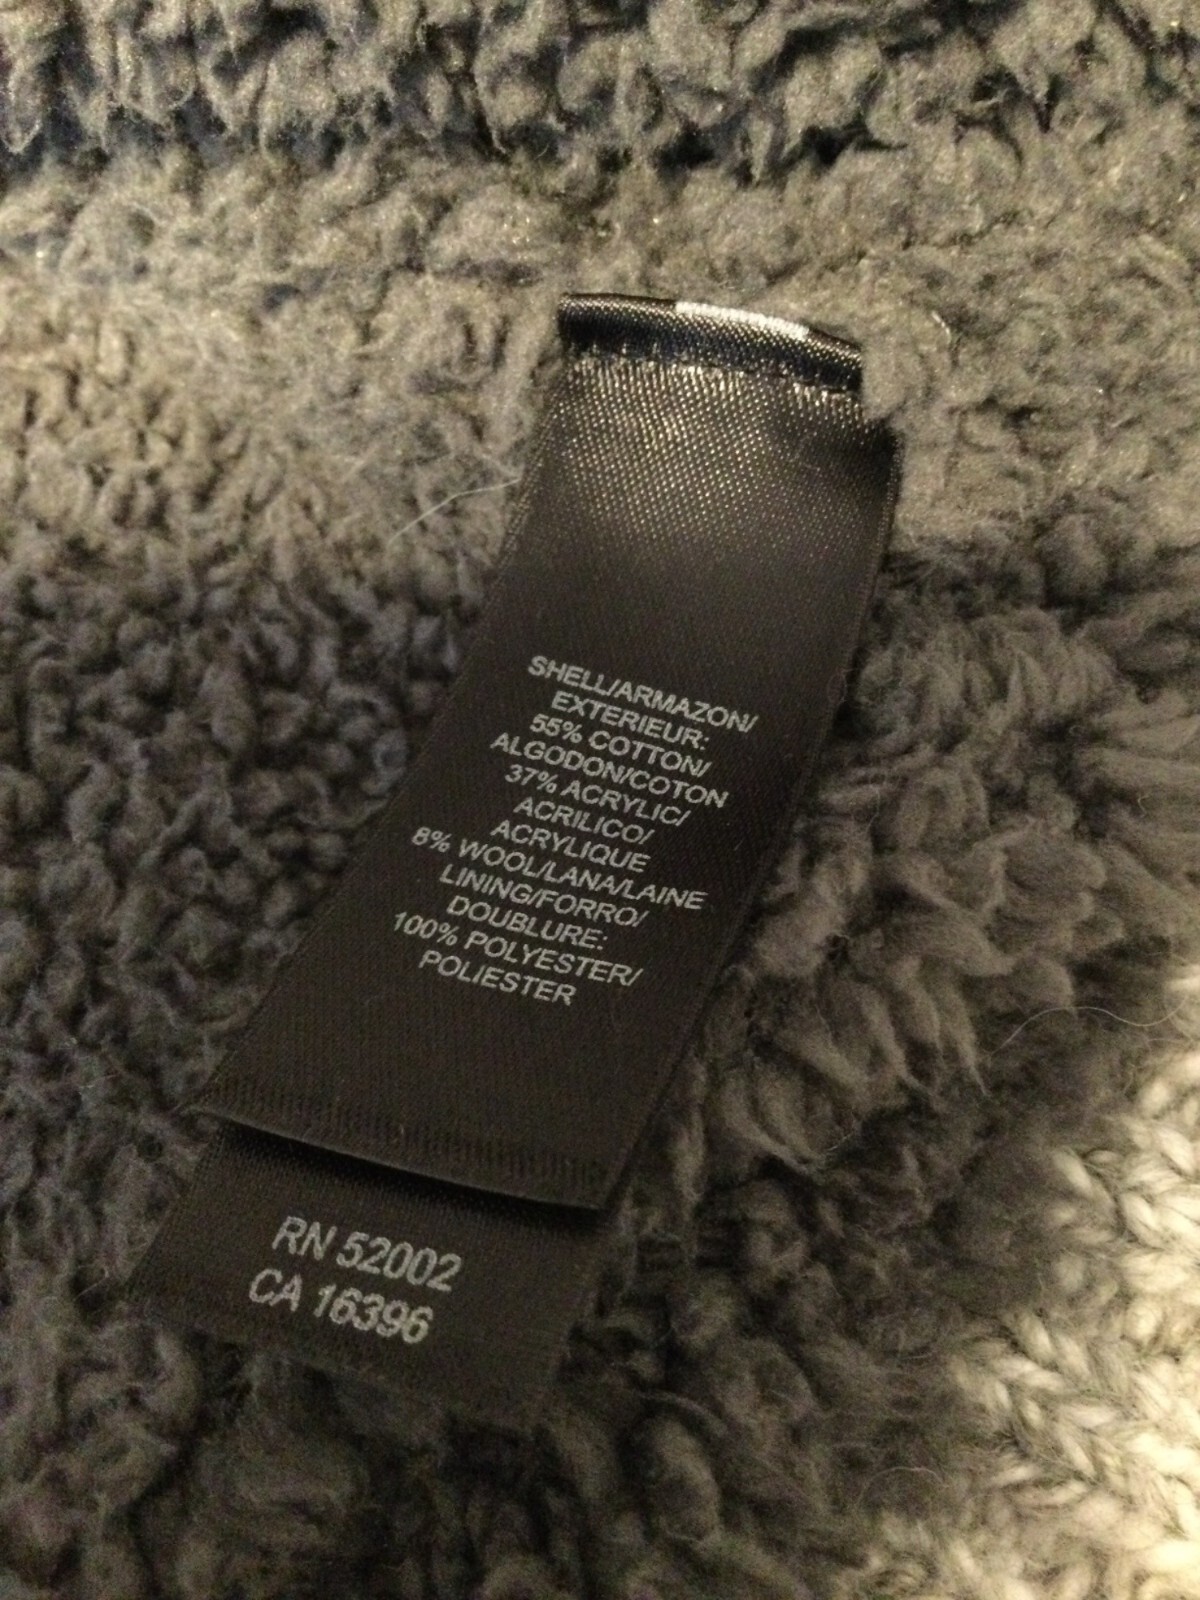 SHELL/ARMAZON/
EXTERIEUR:
55% COTTON/
ALGODON/COTON
37% ACRYLIC/
ACRILICO/
ACRYLIQUE
8% WOOL/LANA/LAINE
LINING/FORRO/
DOUBLURE:
100% POLYESTER/
POLIESTER
RN 52002
CA 16396